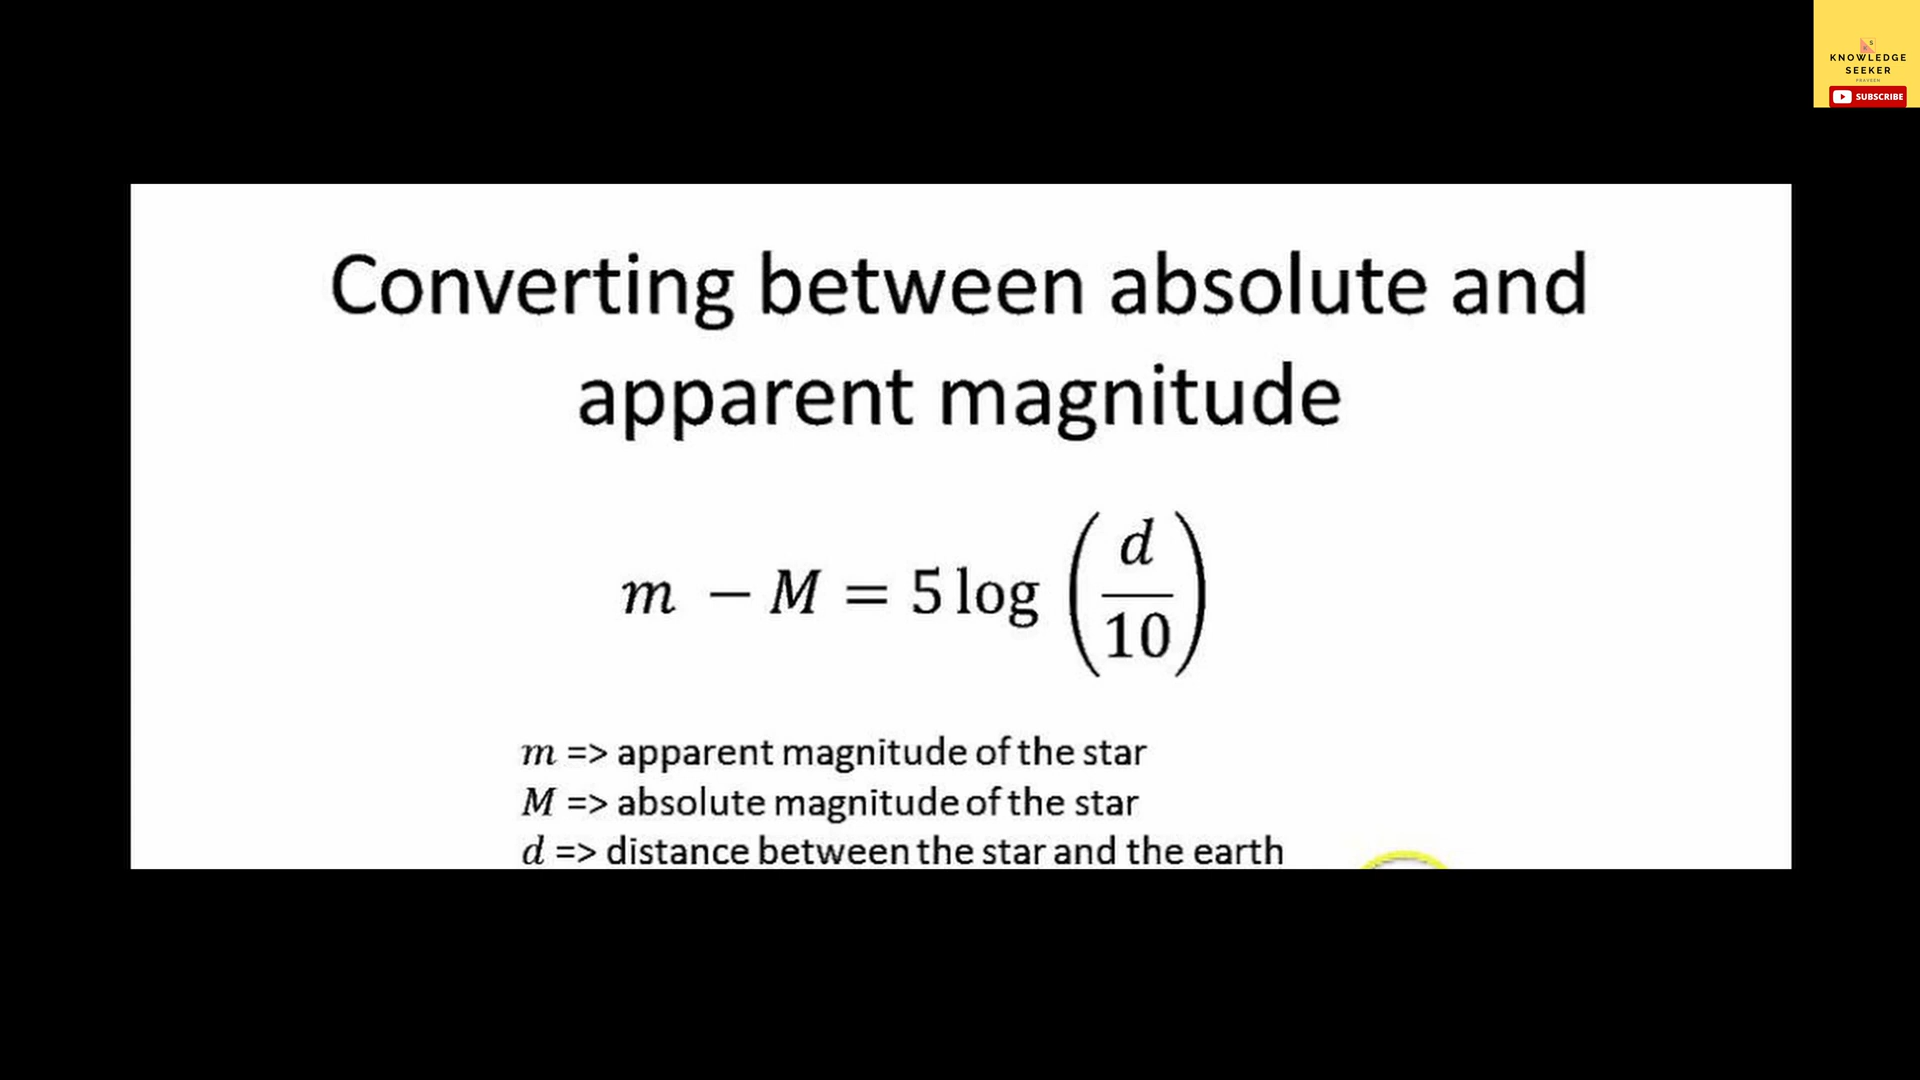 KNOWLEDGE
SEEKER
PRAVEEN
SUBSCRIBE
Converting between absolute and
apparent magnitude
m − M = 5 log (d/10)
m => apparent magnitude of the star
M => absolute magnitude of the star
d => distance between the star and the earth